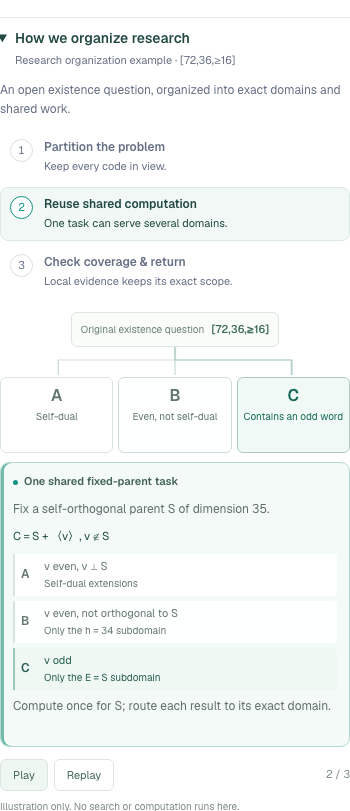 How we organize research
Research organization example · [72,36,≥16]
An open existence question, organized into exact domains and
shared work.
1
Partition the problem
Keep every code in view.
2
Reuse shared computation
One task can serve several domains.
3
Check coverage & return
Local evidence keeps its exact scope.
Original existence question [72,36,≥16]
A
Self-dual
B
Even, not self-dual
C
Contains an odd word
One shared fixed-parent task
Fix a self-orthogonal parent S of dimension 35.
C = S + ⟨v⟩, v ∉ S
A
v even, v ⊥ S
Self-dual extensions
B
v even, not orthogonal to S
Only the h = 34 subdomain
C
v odd
Only the E = S subdomain
Compute once for S; route each result to its exact domain.
Play
Replay
2 / 3
Illustration only. No search or computation runs here.